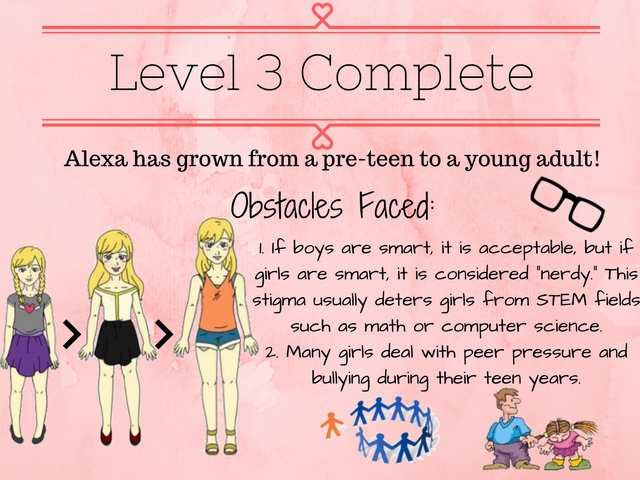 Level 3 Complete
Alexa has grown from a pre-teen to a young adult!
Obstacles Faced:
1. If boys are smart, it is acceptable, but if
girls are smart, it is considered "nerdy." This
stigma usually deters girls from STEM fields
such as math or computer science.
2. Many girls deal with peer pressure and
bullying during their teen years.